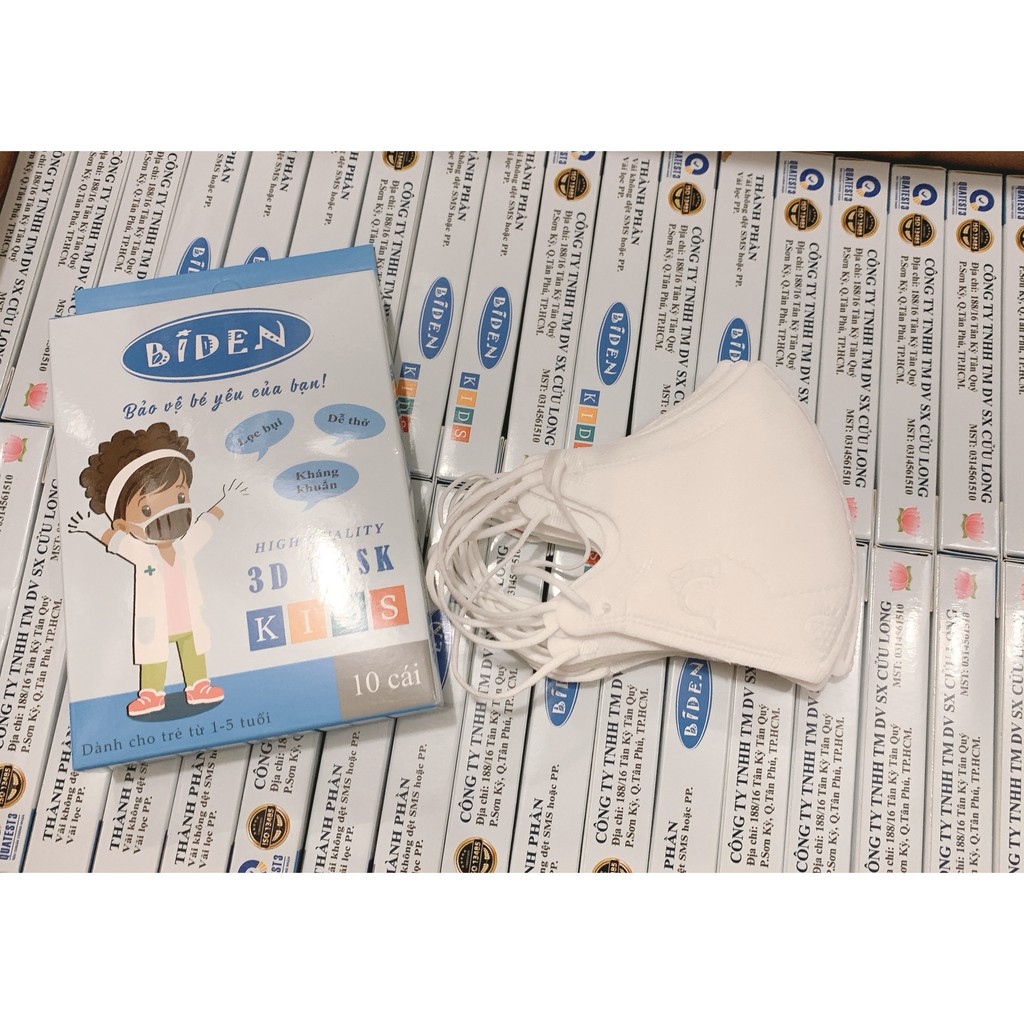 BIDEN
Bảo vệ bé yêu của bạn!
Lọc bụi
Dễ thở
Kháng
khuẩn
HIGH QUALITY
3D MASK
KIDS
10 cái
Dành cho trẻ từ 1-5 tuổi
THÀNH PHẦN
Vải không dệt SMS hoặc PP.
Vải lọc PP.
BIDEN
KIDS
QUATEST3
CÔNG TY TNHH TM DV SX CỬU LONG
Địa chỉ: 188/16 Tân Kỳ Tân Quý
P.Sơn Kỳ, Q.Tân Phú, TP.HCM.
MST: 0314561510